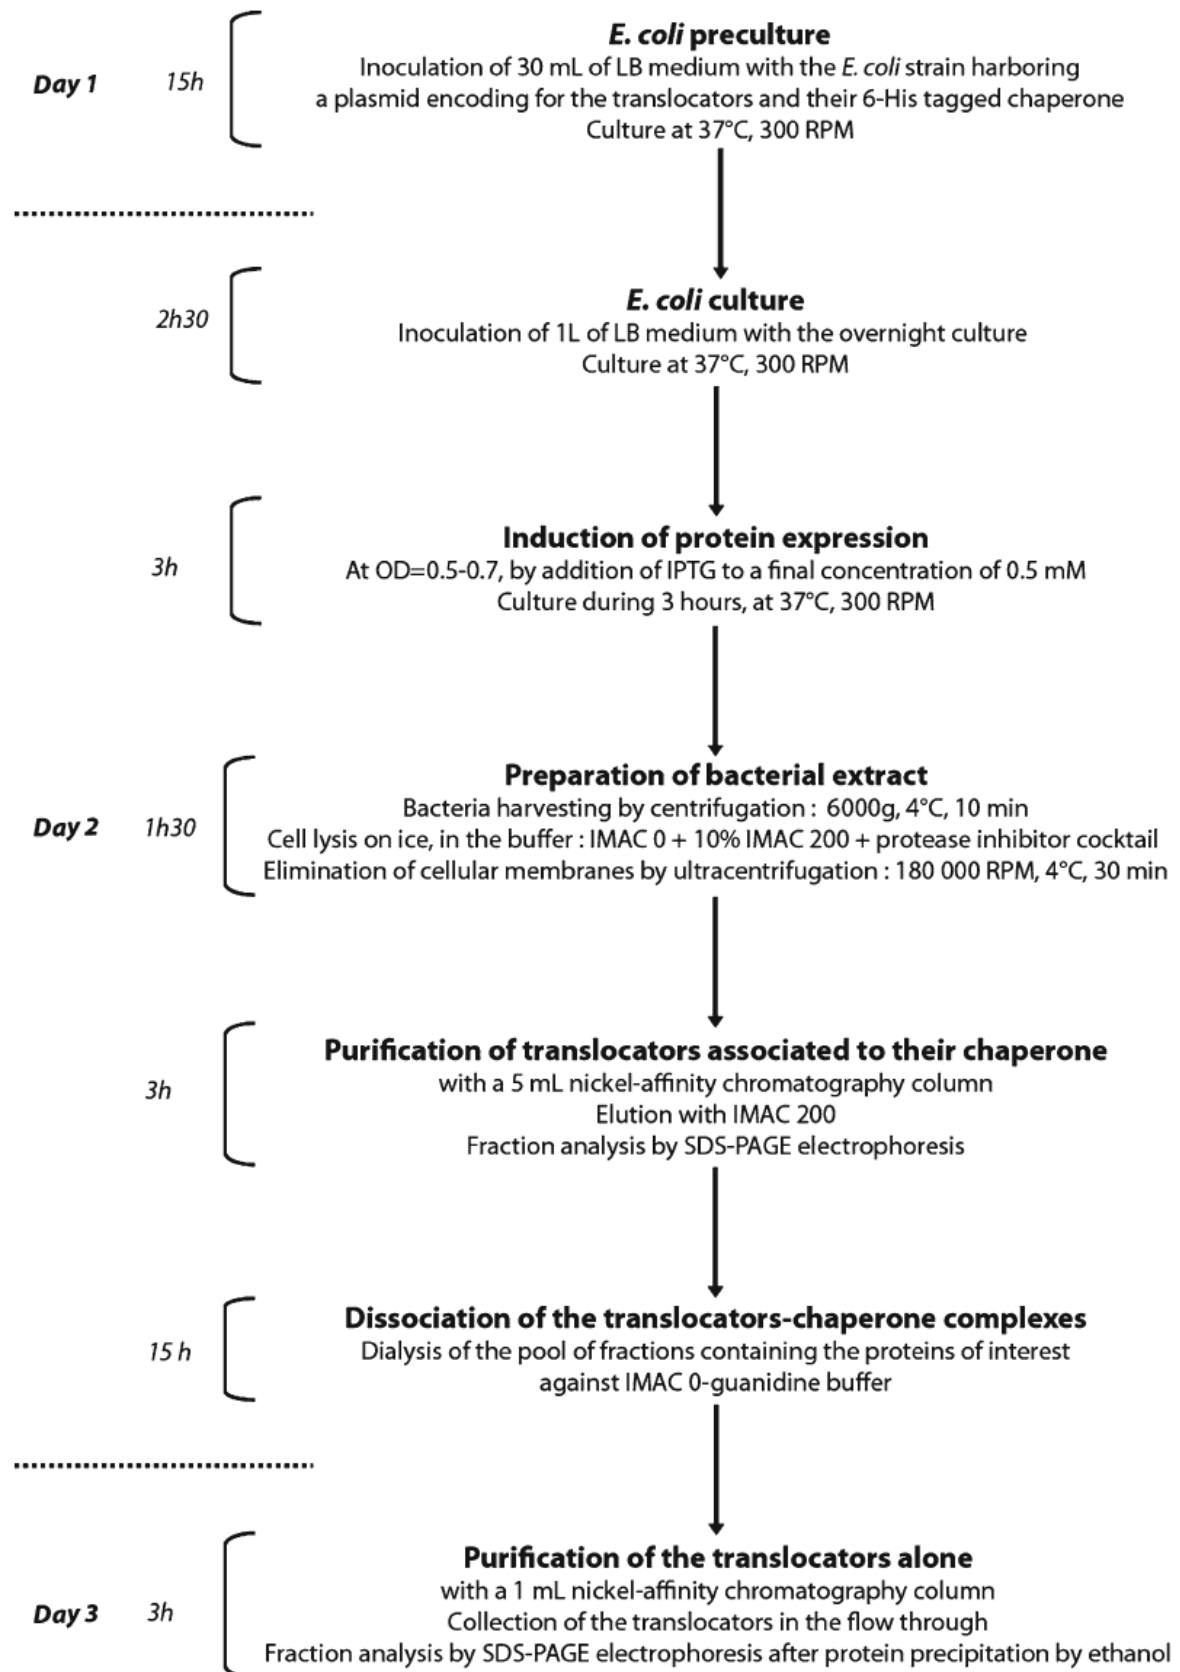 E. coli preculture
Day 1 15h
Inoculation of 30 mL of LB medium with the E. coli strain harboring
a plasmid encoding for the translocators and their 6-His tagged chaperone
Culture at 37°C, 300 RPM
E. coli culture
2h30
Inoculation of 1L of LB medium with the overnight culture
Culture at 37°C, 300 RPM
Induction of protein expression
3h
At OD=0.5-0.7, by addition of IPTG to a final concentration of 0.5 mM
Culture during 3 hours, at 37°C, 300 RPM
Preparation of bacterial extract
Bacteria harvesting by centrifugation : 6000g, 4°C, 10 min
Day 2 1h30
Cell lysis on ice, in the buffer : IMAC 0 + 10% IMAC 200 + protease inhibitor cocktail
Elimination of cellular membranes by ultracentrifugation : 180 000 RPM, 4°C, 30 min
Purification of translocators associated to their chaperone
3h
with a 5 mL nickel-affinity chromatography column
Elution with IMAC 200
Fraction analysis by SDS-PAGE electrophoresis
Dissociation of the translocators-chaperone complexes
15 h
Dialysis of the pool of fractions containing the proteins of interest
against IMAC 0-guanidine buffer
Purification of the translocators alone
with a 1 mL nickel-affinity chromatography column
Day 3 3h
Collection of the translocators in the flow through
Fraction analysis by SDS-PAGE electrophoresis after protein precipitation by ethanol